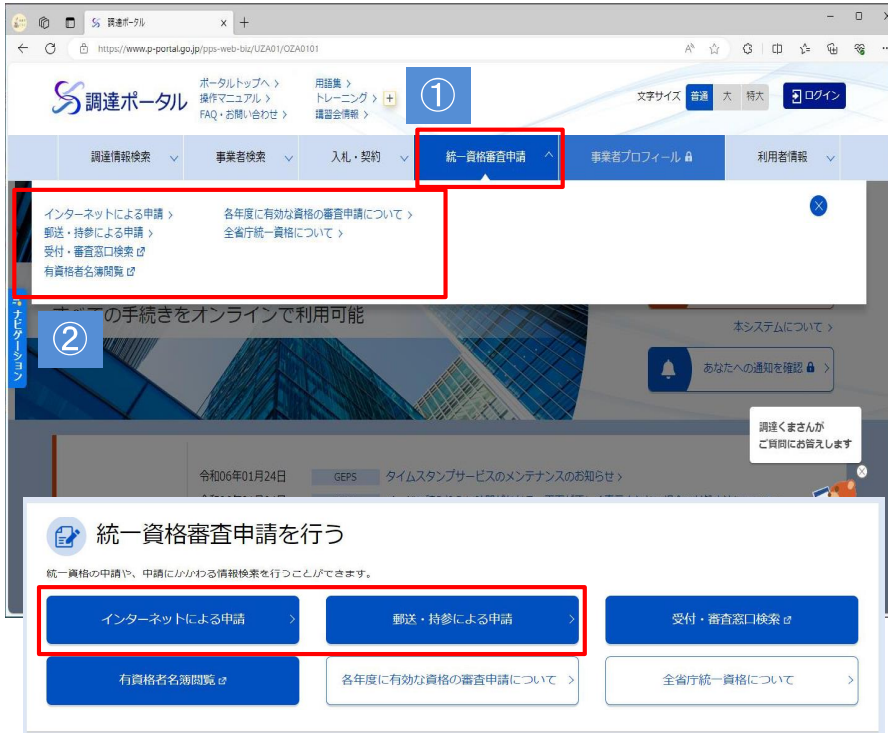 調達ポータル
https://www.p-portal.go.jp/pps-web-biz/UZA01/OZA0101
調達ポータル
ポータルトップへ
操作マニュアル
FAQ・お問い合わせ
用語集
トレーニング
講習会情報
①
文字サイズ 普通 大 特大
ログイン
調達情報検索
事業者検索
入札・契約
統一資格審査申請
事業者プロフィール
利用者情報
インターネットによる申請
郵送・持参による申請
受付・審査窓口検索
有資格者名簿閲覧
各年度に有効な資格の審査申請について
全省庁統一資格について
ナビゲーション
②
の手続きをオンラインで利用可能
本システムについて
あなたへの通知を確認
調達くまさんが
ご質問にお答えします
令和06年01月24日 GEPS タイムスタンプサービスのメンテナンスのお知らせ
統一資格審査申請を行う
統一資格の申請や、申請にかかわる情報検索を行うことができます。
インターネットによる申請
郵送・持参による申請
受付・審査窓口検索
有資格者名簿閲覧
各年度に有効な資格の審査申請について
全省庁統一資格について